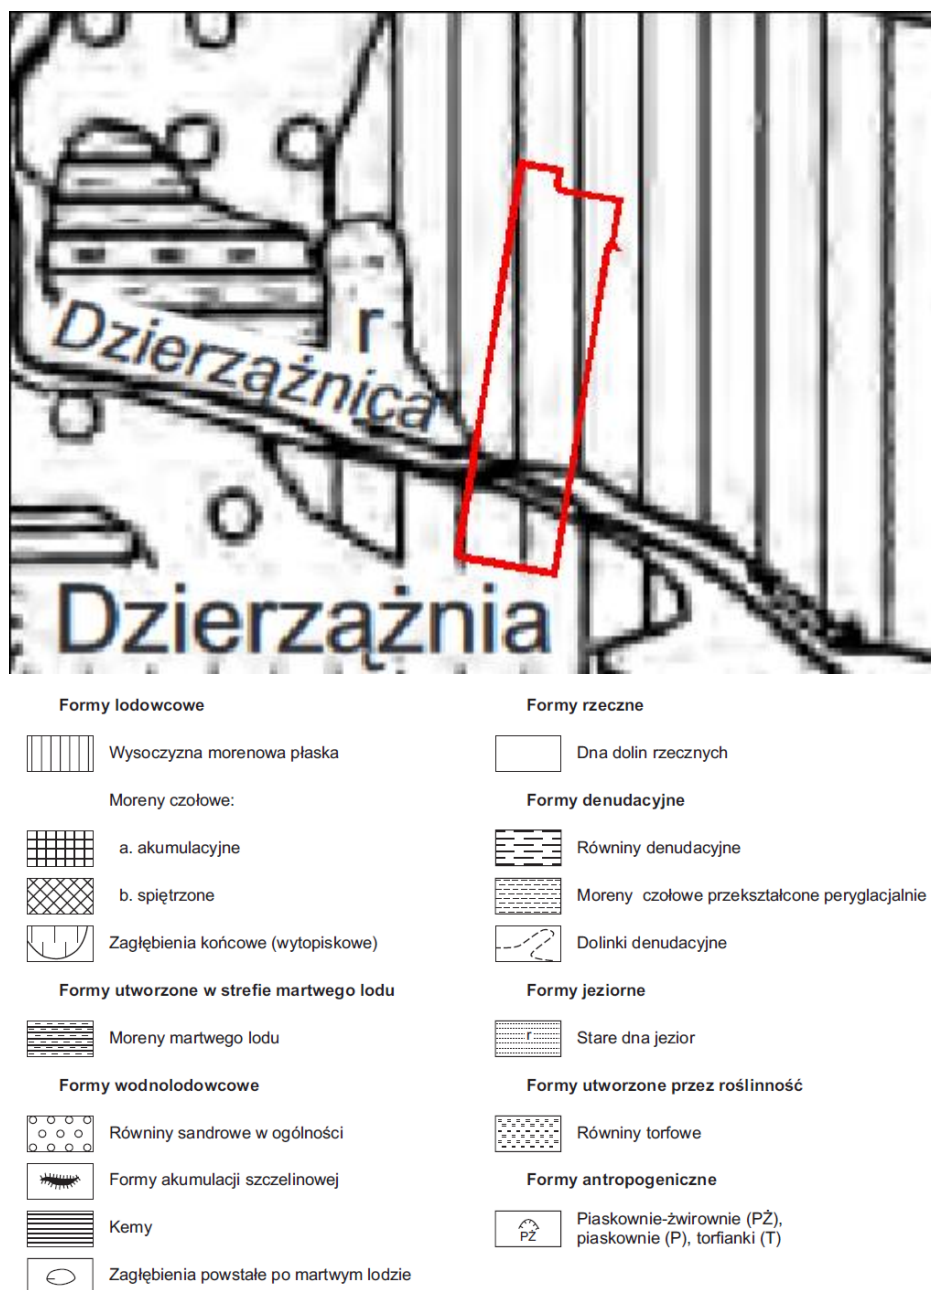 r
Dzierzążnica
Dzierzążnia
Formy lodowcowe
Wysoczyzna morenowa płaska
Moreny czołowe:
a. akumulacyjne
b. spiętrzone
Zagłębienia końcowe (wytopiskowe)
Formy utworzone w strefie martwego lodu
Moreny martwego lodu
Formy wodnolodowcowe
Równiny sandrowe w ogólności
Formy akumulacji szczelinowej
Kemy
Zagłębienia powstałe po martwym lodzie
Formy rzeczne
Dna dolin rzecznych
Formy denudacyjne
Równiny denudacyjne
Moreny czołowe przekształcone peryglacjalnie
Dolinki denudacyjne
Formy jeziorne
r
Stare dna jezior
Formy utworzone przez roślinność
Równiny torfowe
Formy antropogeniczne
PŻ
Piaskownie-żwirownie (PŻ),
piaskownie (P), torfianki (T)